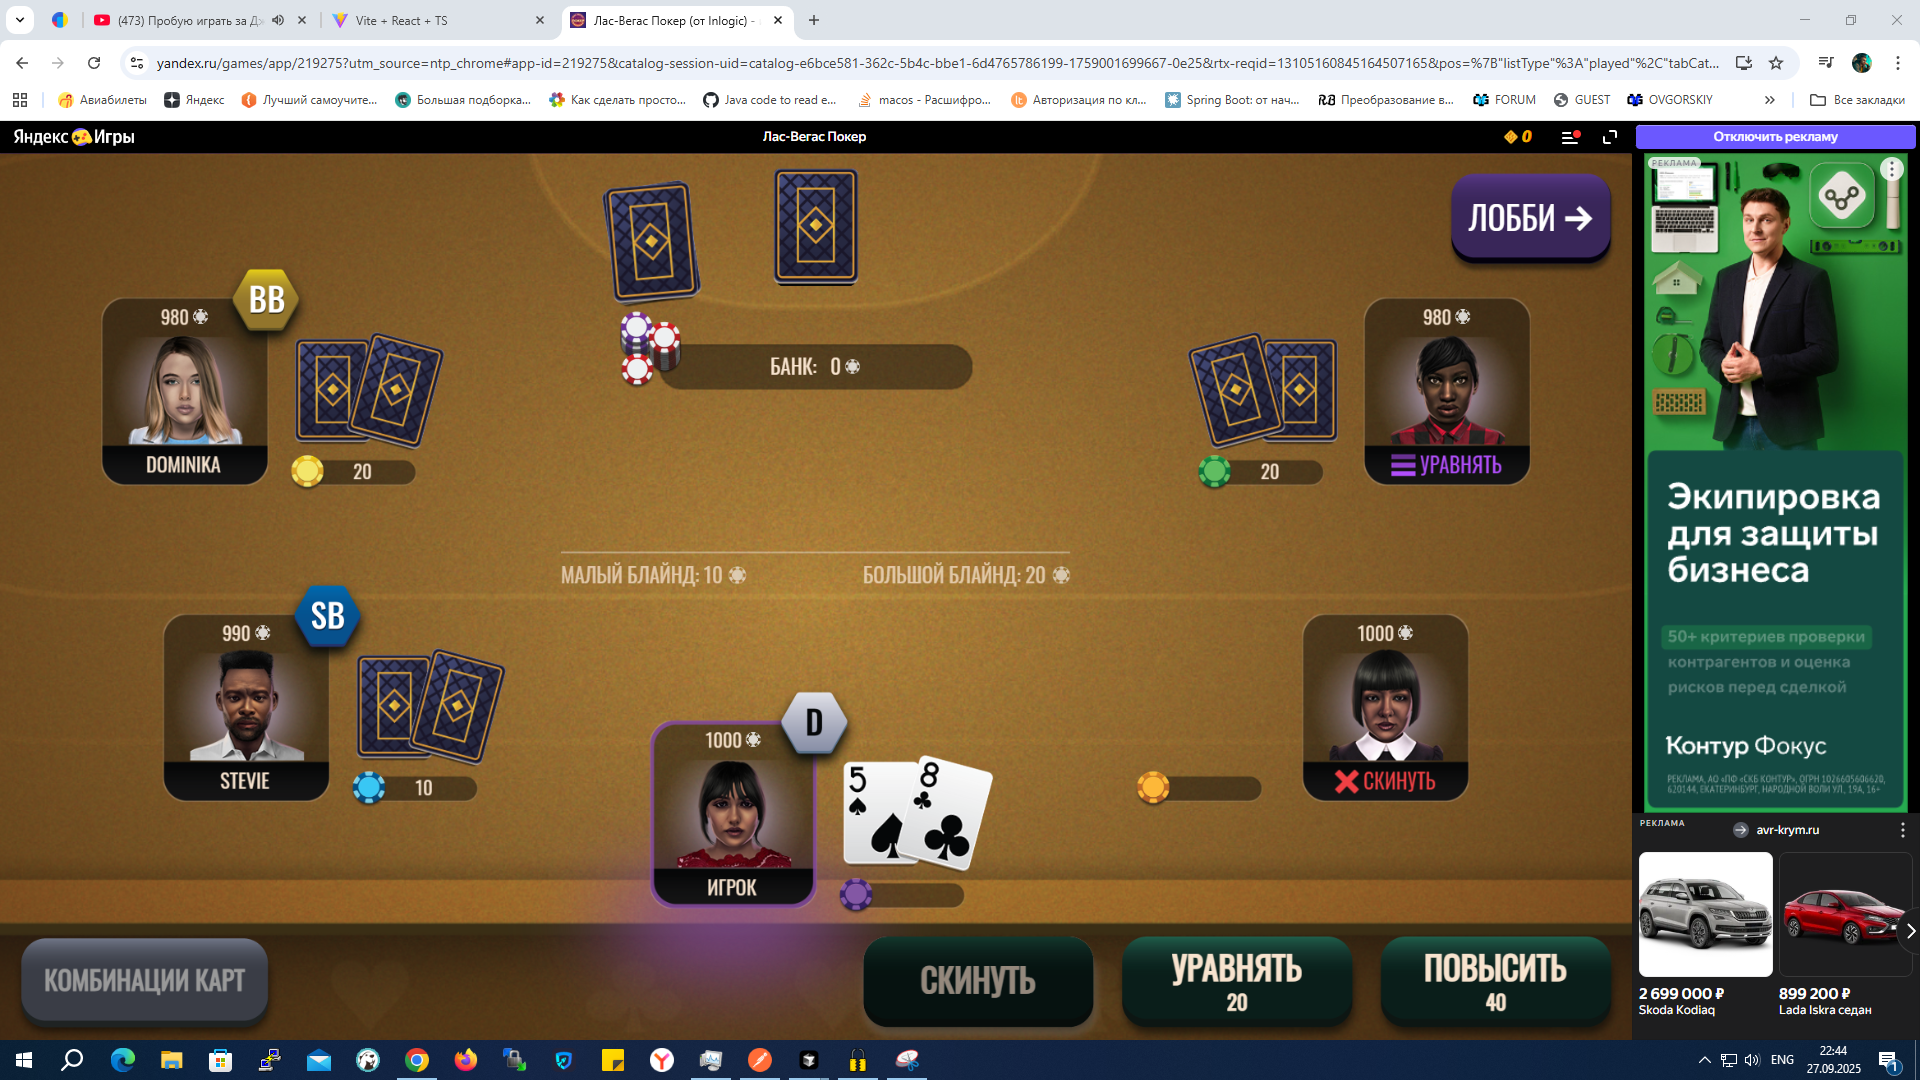 (473) Пробую играть за Дж
Vite + React + TS
Лас-Вегас Покер (от Inlogic) -
yandex.ru/games/app/219275?utm_source=ntp_chrome#app-id=219275&catalog-session-uid=catalog-e6bce581-362c-5b4c-bbe1-6d4765786199-1759001699667-0e25&rtx-reqid=13105160845164507165&pos=%7B"listType"%3A"played"%2C"tabCat...
Авиабилеты
Яндекс
Лучший самоучите...
Большая подборка...
Как сделать просто...
Java code to read e...
macos - Расшифро...
Авторизация по кл...
Spring Boot: от нач...
Преобразование в...
FORUM
GUEST
OVGORSKIY
Все закладки
Яндекс Игры
Лас-Вегас Покер
0
Отключить рекламу
РЕКЛАМА
ЛОББИ
BB
980
DOMINIKA
20
БАНК: 0
980
УРАВНЯТЬ
20
МАЛЫЙ БЛАЙНД: 10
БОЛЬШОЙ БЛАЙНД: 20
SB
990
STEVIE
10
D
1000
ИГРОК
5
8
1000
СКИНУТЬ
КОМБИНАЦИИ КАРТ
СКИНУТЬ
УРАВНЯТЬ
20
ПОВЫСИТЬ
40
Экипировка
для защиты
бизнеса
50+ критериев проверки
контрагентов и оценка
рисков перед сделкой
Контур Фокус
РЕКЛАМА, АО «ПФ «СКБ КОНТУР», ОГРН 1026605606620,
620144, ЕКАТЕРИНБУРГ, НАРОДНОЙ ВОЛИ УЛ., 19А, 16+
РЕКЛАМА
avr-krym.ru
2 699 000 ₽
Skoda Kodiaq
899 200 ₽
Lada Iskra седан
ENG
22:44
27.09.2025
1